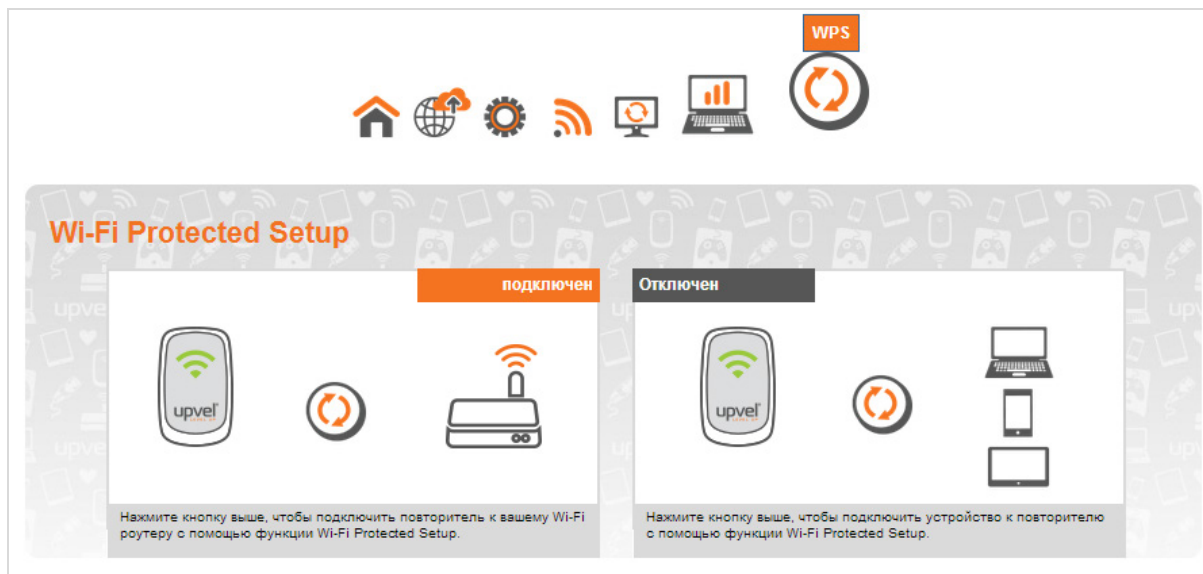 WPS
Wi-Fi Protected Setup
подключен
Отключен
upvel
upvel
Нажмите кнопку выше, чтобы подключить повторитель к вашему Wi-Fi
роутеру с помощью функции Wi-Fi Protected Setup.
Нажмите кнопку выше, чтобы подключить устройство к повторителю
с помощью функции Wi-Fi Protected Setup.